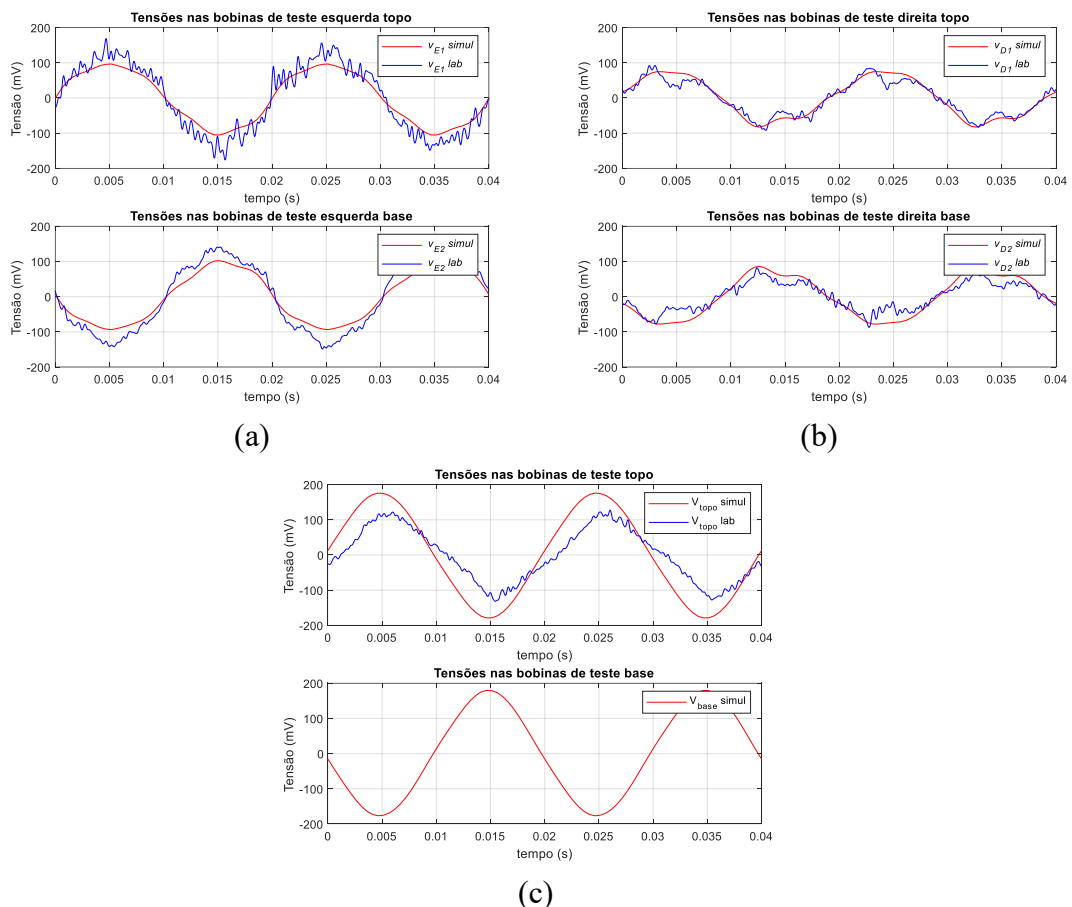 Tensões nas bobinas de teste esquerda topo
200
100
0
-100
-200
Tensão (mV)
v_E1 simul
v_E1 lab
0 0.005 0.01 0.015 0.02 0.025 0.03 0.035 0.04
tempo (s)
Tensões nas bobinas de teste esquerda base
200
100
0
-100
-200
Tensão (mV)
v_E2 simul
v_E2 lab
0 0.005 0.01 0.015 0.02 0.025 0.03 0.035 0.04
tempo (s)
(a)
Tensões nas bobinas de teste direita topo
200
100
0
-100
-200
Tensão (mV)
v_D1 simul
v_D1 lab
0 0.005 0.01 0.015 0.02 0.025 0.03 0.035 0.04
tempo (s)
Tensões nas bobinas de teste direita base
200
100
0
-100
-200
Tensão (mV)
v_D2 simul
v_D2 lab
0 0.005 0.01 0.015 0.02 0.025 0.03 0.035 0.04
tempo (s)
(b)
Tensões nas bobinas de teste topo
200
100
0
-100
-200
Tensão (mV)
V_topo simul
V_topo lab
0 0.005 0.01 0.015 0.02 0.025 0.03 0.035 0.04
tempo (s)
Tensões nas bobinas de teste base
200
100
0
-100
-200
Tensão (mV)
V_base simul
0 0.005 0.01 0.015 0.02 0.025 0.03 0.035 0.04
tempo (s)
(c)